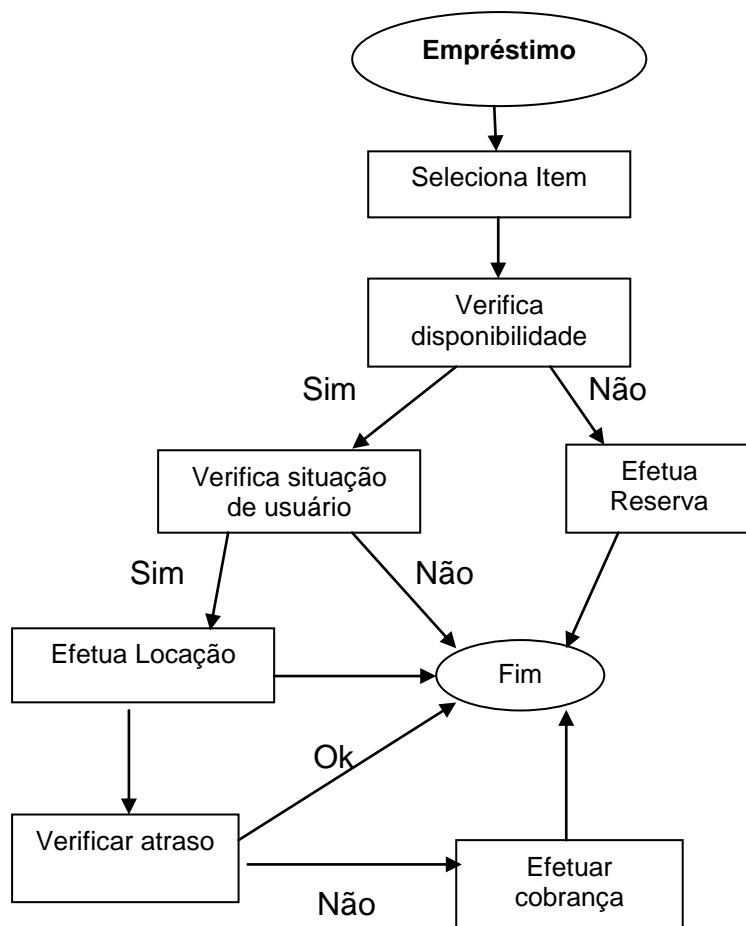 Empréstimo
Seleciona Item
Verifica
disponibilidade
Sim
Não
Verifica situação
de usuário
Efetua
Reserva
Sim
Não
Efetua Locação
Fim
Ok
Verificar atraso
Efetuar
cobrança
Não